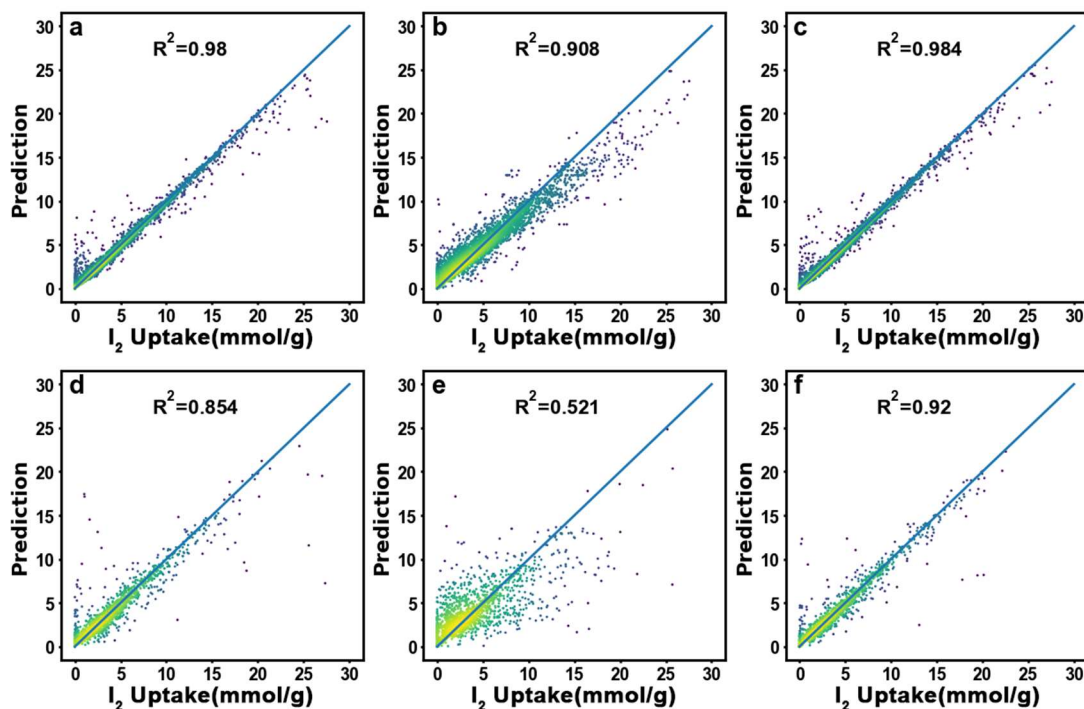 a
R²=0.98
30
25
20
15
10
5
0
Prediction
0 5 10 15 20 25 30
I₂ Uptake(mmol/g)
b
R²=0.908
30
25
20
15
10
5
0
Prediction
0 5 10 15 20 25 30
I₂ Uptake(mmol/g)
c
R²=0.984
30
25
20
15
10
5
0
Prediction
0 5 10 15 20 25 30
I₂ Uptake(mmol/g)
d
R²=0.854
30
25
20
15
10
5
0
Prediction
0 5 10 15 20 25 30
I₂ Uptake(mmol/g)
e
R²=0.521
30
25
20
15
10
5
0
Prediction
0 5 10 15 20 25 30
I₂ Uptake(mmol/g)
f
R²=0.92
30
25
20
15
10
5
0
Prediction
0 5 10 15 20 25 30
I₂ Uptake(mmol/g)